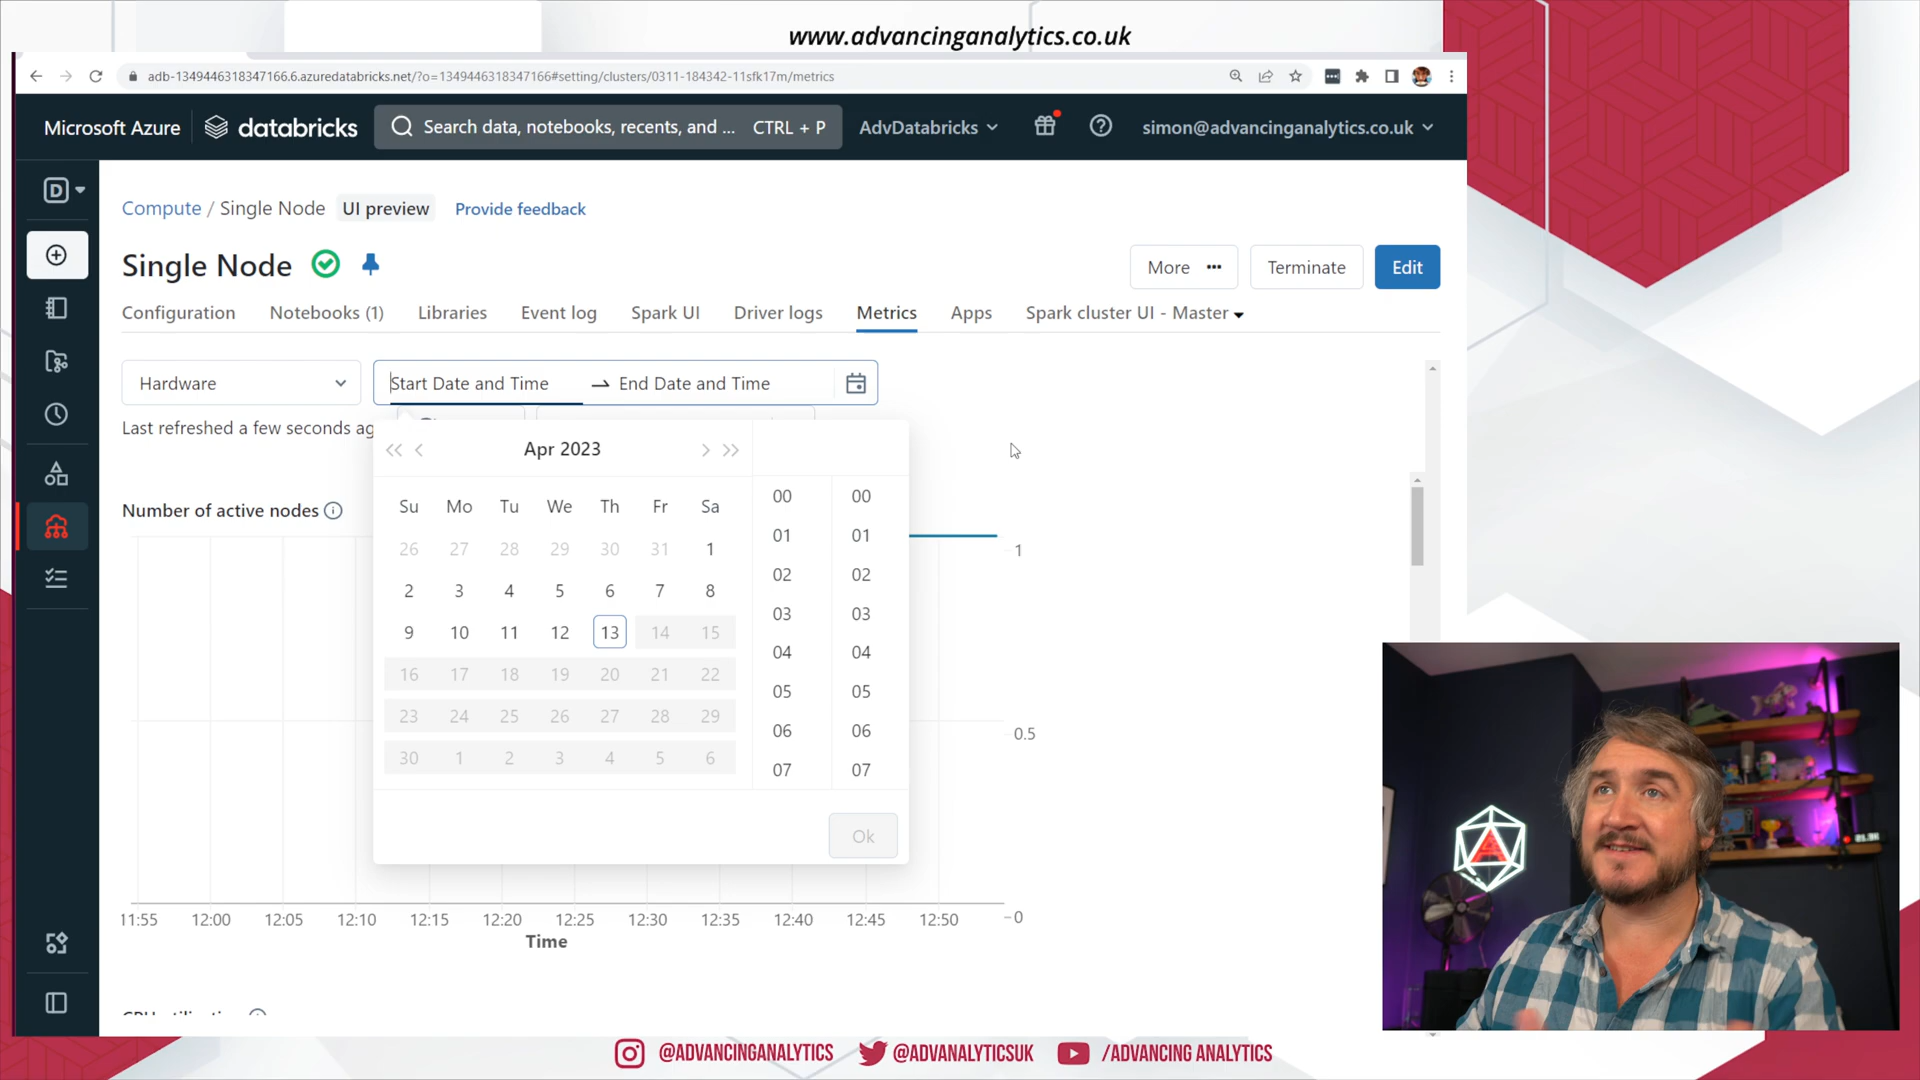 www.advancinganalytics.co.uk
adb-1349446318347166.6.azuredatabricks.net/?o=1349446318347166#setting/clusters/0311-184342-11sfk17m/metrics
Microsoft Azure databricks Search data, notebooks, recents, and ... CTRL + P AdvDatabricks simon@advancinganalytics.co.uk
Compute / Single Node UI preview Provide feedback
Single Node More ... Terminate Edit
Configuration Notebooks (1) Libraries Event log Spark UI Driver logs Metrics Apps Spark cluster UI - Master
Hardware Start Date and Time → End Date and Time
Last refreshed a few seconds ag
Apr 2023
Number of active nodes
Su Mo Tu We Th Fr Sa
26 27 28 29 30 31 1
2 3 4 5 6 7 8
9 10 11 12 13 14 15
16 17 18 19 20 21 22
23 24 25 26 27 28 29
30 1 2 3 4 5 6
00 00
01 01
02 02
03 03
04 04
05 05
06 06
07 07
Ok
1
0.5
0
11:55 12:00 12:05 12:10 12:15 12:20 12:25 12:30 12:35 12:40 12:45 12:50
Time
@ADVANCINGANALYTICS @ADVANALYTICSUK /ADVANCING ANALYTICS